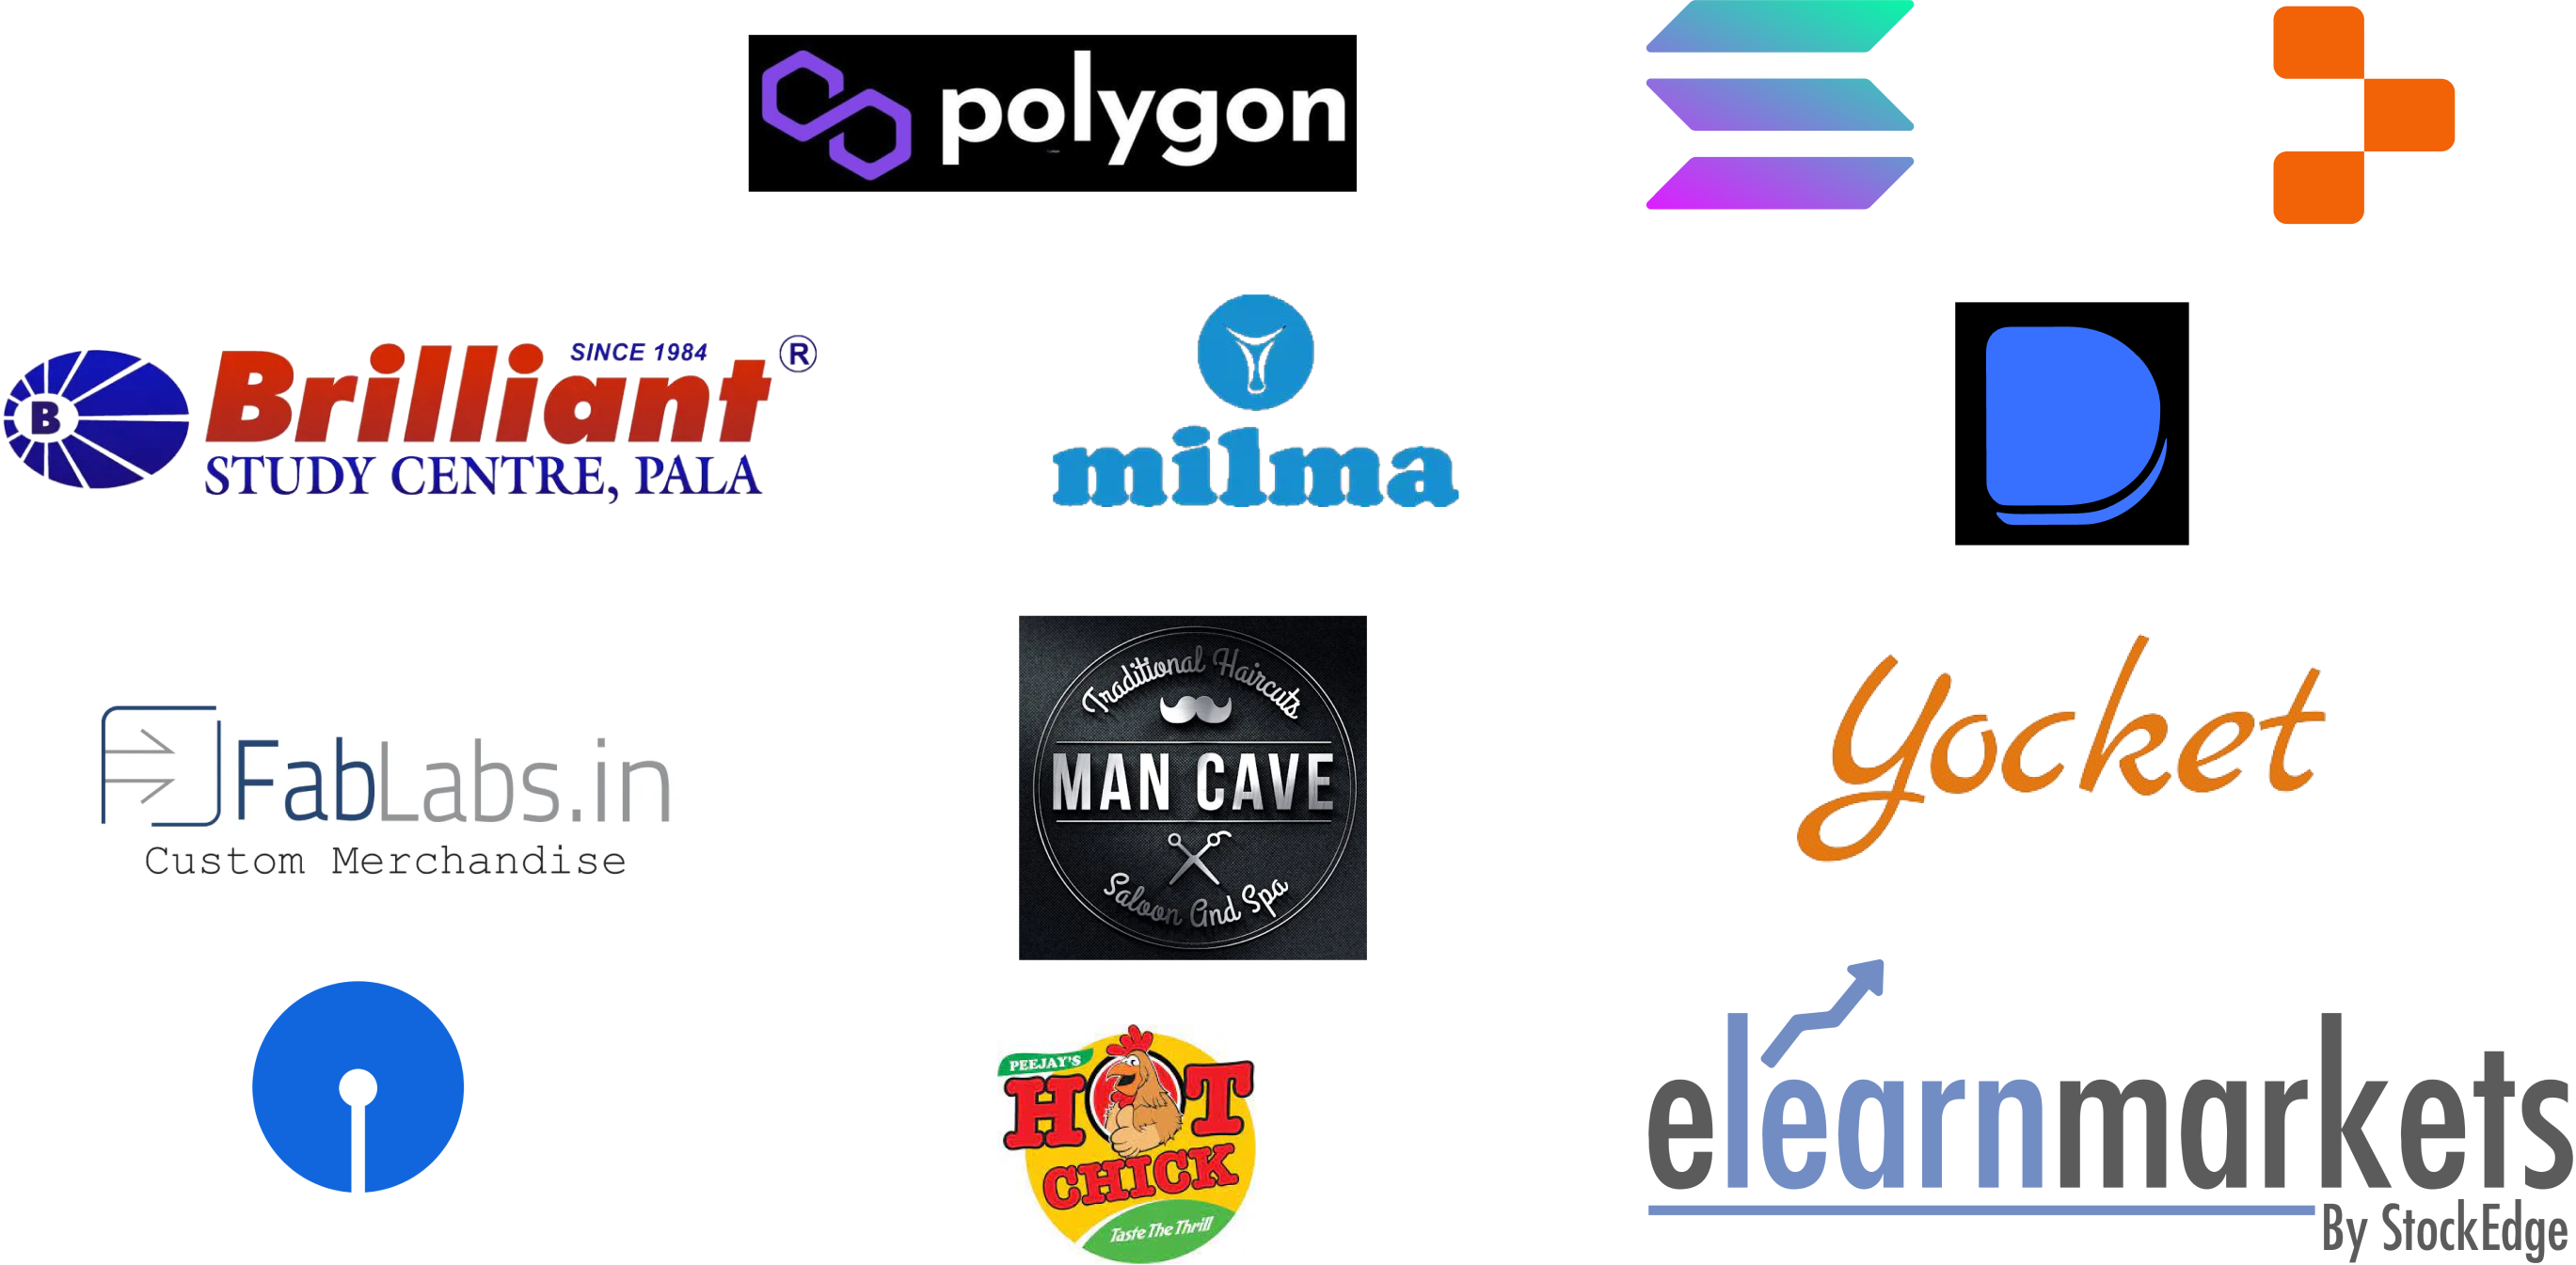 polygon
SINCE 1984
Brilliant ®
STUDY CENTRE, PALA
B
milma
FabLabs.in
Custom Merchandise
Traditional Haircuts
MAN CAVE
Saloon And Spa
Yocket
PEEJAY'S
HOT
CHICK
Taste The Thrill
elearnmarkets
By StockEdge